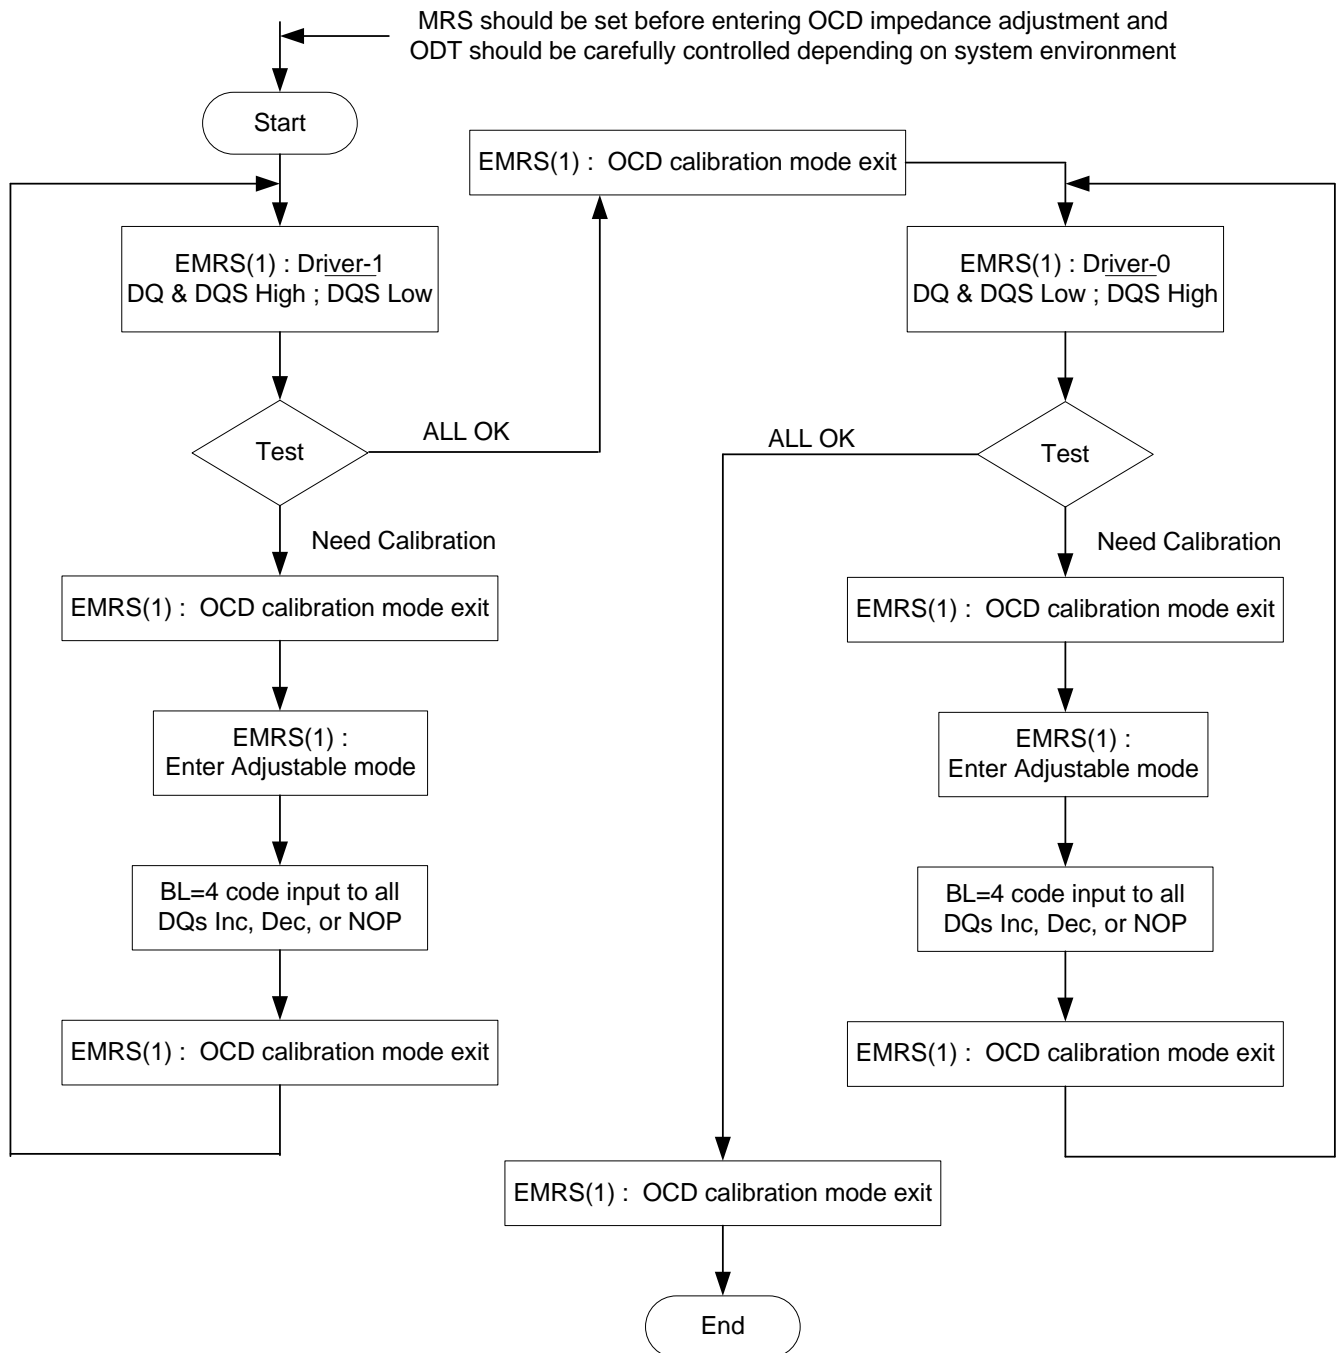 MRS should be set before entering OCD impedance adjustment and
ODT should be carefully controlled depending on system environment
Start
EMRS(1) : Driver-1
DQ & DQS High ; D̅Q̅S̅ Low
Test
ALL OK
Need Calibration
EMRS(1) : OCD calibration mode exit
EMRS(1) :
Enter Adjustable mode
BL=4 code input to all
DQs Inc, Dec, or NOP
EMRS(1) : OCD calibration mode exit
EMRS(1) : OCD calibration mode exit
EMRS(1) : Driver-0
DQ & DQS Low ; D̅Q̅S̅ High
Test
ALL OK
Need Calibration
EMRS(1) : OCD calibration mode exit
EMRS(1) :
Enter Adjustable mode
BL=4 code input to all
DQs Inc, Dec, or NOP
EMRS(1) : OCD calibration mode exit
EMRS(1) : OCD calibration mode exit
End